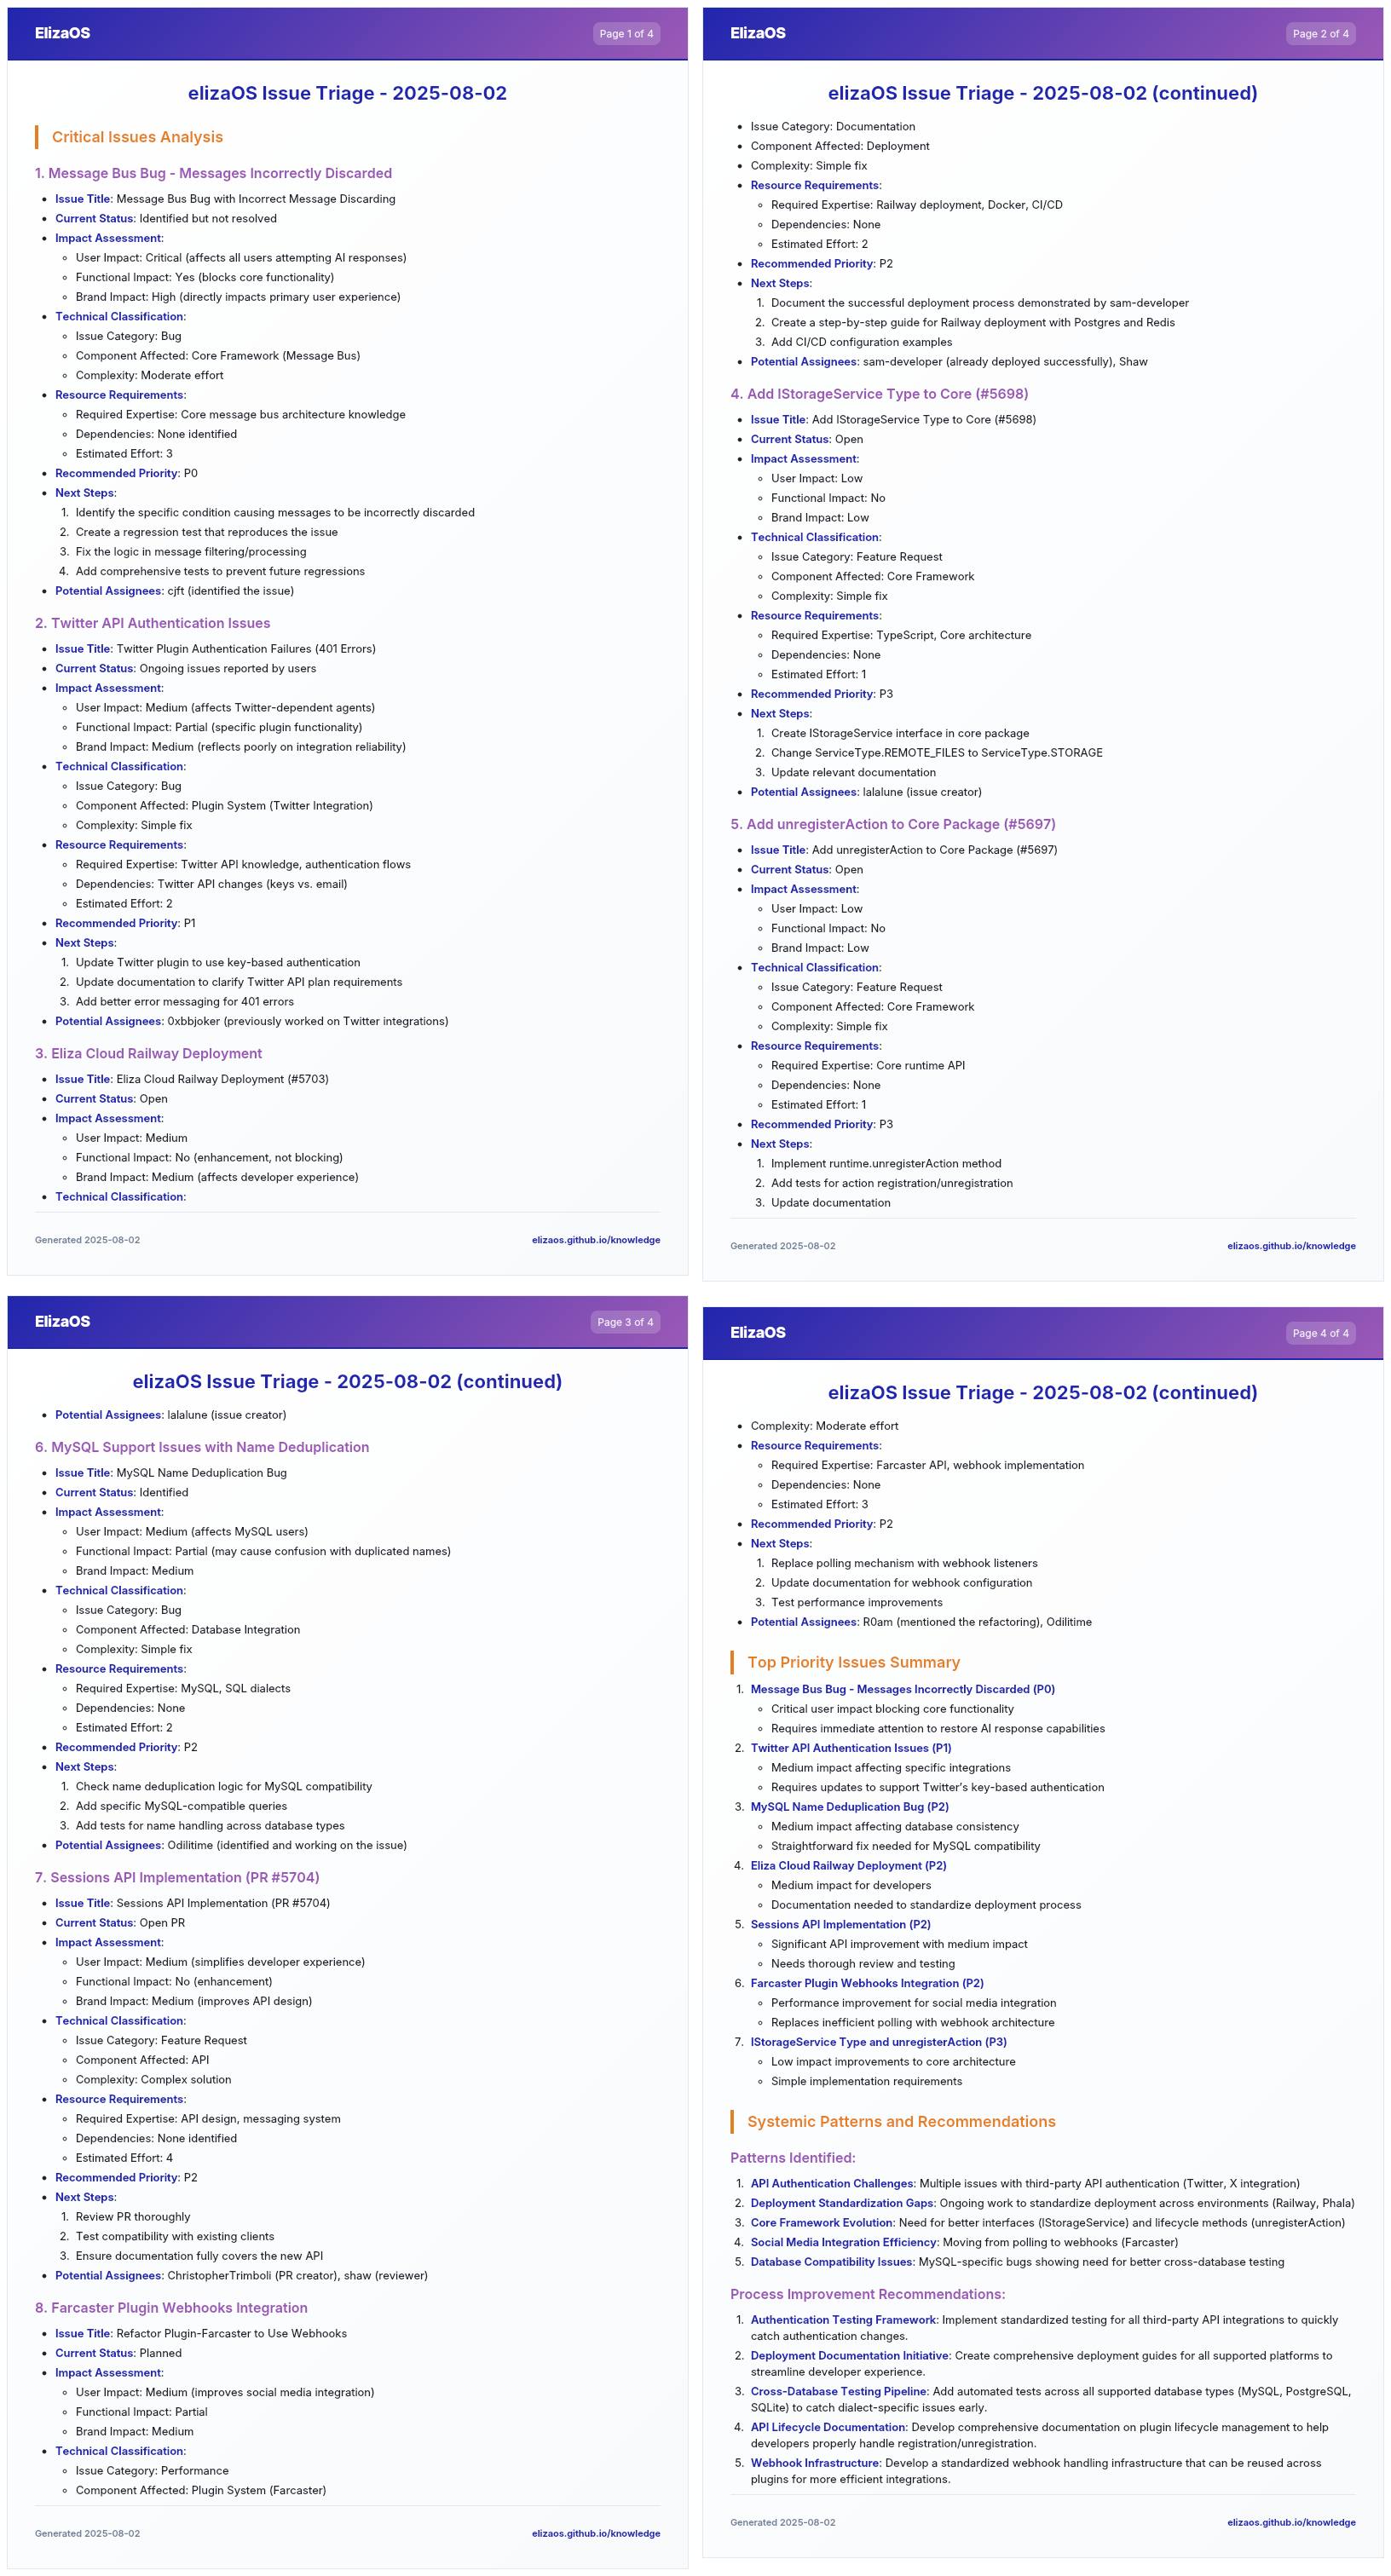 ElizaOS
Page 1 of 4
elizaOS Issue Triage - 2025-08-02
Critical Issues Analysis
1. Message Bus Bug - Messages Incorrectly Discarded
• Issue Title: Message Bus Bug with Incorrect Message Discarding
• Current Status: Identified but not resolved
• Impact Assessment:
◦ User Impact: Critical (affects all users attempting AI responses)
◦ Functional Impact: Yes (blocks core functionality)
◦ Brand Impact: High (directly impacts primary user experience)
• Technical Classification:
◦ Issue Category: Bug
◦ Component Affected: Core Framework (Message Bus)
◦ Complexity: Moderate effort
• Resource Requirements:
◦ Required Expertise: Core message bus architecture knowledge
◦ Dependencies: None identified
◦ Estimated Effort: 3
• Recommended Priority: P0
• Next Steps:
1. Identify the specific condition causing messages to be incorrectly discarded
2. Create a regression test that reproduces the issue
3. Fix the logic in message filtering/processing
4. Add comprehensive tests to prevent future regressions
• Potential Assignees: cjft (identified the issue)
2. Twitter API Authentication Issues
• Issue Title: Twitter Plugin Authentication Failures (401 Errors)
• Current Status: Ongoing issues reported by users
• Impact Assessment:
◦ User Impact: Medium (affects Twitter-dependent agents)
◦ Functional Impact: Partial (specific plugin functionality)
◦ Brand Impact: Medium (reflects poorly on integration reliability)
• Technical Classification:
◦ Issue Category: Bug
◦ Component Affected: Plugin System (Twitter Integration)
◦ Complexity: Simple fix
• Resource Requirements:
◦ Required Expertise: Twitter API knowledge, authentication flows
◦ Dependencies: Twitter API changes (keys vs. email)
◦ Estimated Effort: 2
• Recommended Priority: P1
• Next Steps:
1. Update Twitter plugin to use key-based authentication
2. Update documentation to clarify Twitter API plan requirements
3. Add better error messaging for 401 errors
• Potential Assignees: 0xbbjoker (previously worked on Twitter integrations)
3. Eliza Cloud Railway Deployment
• Issue Title: Eliza Cloud Railway Deployment (#5703)
• Current Status: Open
• Impact Assessment:
◦ User Impact: Medium
◦ Functional Impact: No (enhancement, not blocking)
◦ Brand Impact: Medium (affects developer experience)
• Technical Classification:
Generated 2025-08-02
elizaos.github.io/knowledge
ElizaOS
Page 2 of 4
elizaOS Issue Triage - 2025-08-02 (continued)
• Issue Category: Documentation
• Component Affected: Deployment
• Complexity: Simple fix
• Resource Requirements:
◦ Required Expertise: Railway deployment, Docker, CI/CD
◦ Dependencies: None
◦ Estimated Effort: 2
• Recommended Priority: P2
• Next Steps:
1. Document the successful deployment process demonstrated by sam-developer
2. Create a step-by-step guide for Railway deployment with Postgres and Redis
3. Add CI/CD configuration examples
• Potential Assignees: sam-developer (already deployed successfully), Shaw
4. Add IStorageService Type to Core (#5698)
• Issue Title: Add IStorageService Type to Core (#5698)
• Current Status: Open
• Impact Assessment:
◦ User Impact: Low
◦ Functional Impact: No
◦ Brand Impact: Low
• Technical Classification:
◦ Issue Category: Feature Request
◦ Component Affected: Core Framework
◦ Complexity: Simple fix
• Resource Requirements:
◦ Required Expertise: TypeScript, Core architecture
◦ Dependencies: None
◦ Estimated Effort: 1
• Recommended Priority: P3
• Next Steps:
1. Create IStorageService interface in core package
2. Change ServiceType.REMOTE_FILES to ServiceType.STORAGE
3. Update relevant documentation
• Potential Assignees: lalalune (issue creator)
5. Add unregisterAction to Core Package (#5697)
• Issue Title: Add unregisterAction to Core Package (#5697)
• Current Status: Open
• Impact Assessment:
◦ User Impact: Low
◦ Functional Impact: No
◦ Brand Impact: Low
• Technical Classification:
◦ Issue Category: Feature Request
◦ Component Affected: Core Framework
◦ Complexity: Simple fix
• Resource Requirements:
◦ Required Expertise: Core runtime API
◦ Dependencies: None
◦ Estimated Effort: 1
• Recommended Priority: P3
• Next Steps:
1. Implement runtime.unregisterAction method
2. Add tests for action registration/unregistration
3. Update documentation
Generated 2025-08-02
elizaos.github.io/knowledge
ElizaOS
Page 3 of 4
elizaOS Issue Triage - 2025-08-02 (continued)
• Potential Assignees: lalalune (issue creator)
6. MySQL Support Issues with Name Deduplication
• Issue Title: MySQL Name Deduplication Bug
• Current Status: Identified
• Impact Assessment:
◦ User Impact: Medium (affects MySQL users)
◦ Functional Impact: Partial (may cause confusion with duplicated names)
◦ Brand Impact: Medium
• Technical Classification:
◦ Issue Category: Bug
◦ Component Affected: Database Integration
◦ Complexity: Simple fix
• Resource Requirements:
◦ Required Expertise: MySQL, SQL dialects
◦ Dependencies: None
◦ Estimated Effort: 2
• Recommended Priority: P2
• Next Steps:
1. Check name deduplication logic for MySQL compatibility
2. Add specific MySQL-compatible queries
3. Add tests for name handling across database types
• Potential Assignees: Odilitime (identified and working on the issue)
7. Sessions API Implementation (PR #5704)
• Issue Title: Sessions API Implementation (PR #5704)
• Current Status: Open PR
• Impact Assessment:
◦ User Impact: Medium (simplifies developer experience)
◦ Functional Impact: No (enhancement)
◦ Brand Impact: Medium (improves API design)
• Technical Classification:
◦ Issue Category: Feature Request
◦ Component Affected: API
◦ Complexity: Complex solution
• Resource Requirements:
◦ Required Expertise: API design, messaging system
◦ Dependencies: None identified
◦ Estimated Effort: 4
• Recommended Priority: P2
• Next Steps:
1. Review PR thoroughly
2. Test compatibility with existing clients
3. Ensure documentation fully covers the new API
• Potential Assignees: ChristopherTrimboli (PR creator), shaw (reviewer)
8. Farcaster Plugin Webhooks Integration
• Issue Title: Refactor Plugin-Farcaster to Use Webhooks
• Current Status: Planned
• Impact Assessment:
◦ User Impact: Medium (improves social media integration)
◦ Functional Impact: Partial
◦ Brand Impact: Medium
• Technical Classification:
◦ Issue Category: Performance
◦ Component Affected: Plugin System (Farcaster)
Generated 2025-08-02
elizaos.github.io/knowledge
ElizaOS
Page 4 of 4
elizaOS Issue Triage - 2025-08-02 (continued)
• Complexity: Moderate effort
• Resource Requirements:
◦ Required Expertise: Farcaster API, webhook implementation
◦ Dependencies: None
◦ Estimated Effort: 3
• Recommended Priority: P2
• Next Steps:
1. Replace polling mechanism with webhook listeners
2. Update documentation for webhook configuration
3. Test performance improvements
• Potential Assignees: R0am (mentioned the refactoring), Odilitime
Top Priority Issues Summary
1. Message Bus Bug - Messages Incorrectly Discarded (P0)
◦ Critical user impact blocking core functionality
◦ Requires immediate attention to restore AI response capabilities
2. Twitter API Authentication Issues (P1)
◦ Medium impact affecting specific integrations
◦ Requires updates to support Twitter's key-based authentication
3. MySQL Name Deduplication Bug (P2)
◦ Medium impact affecting database consistency
◦ Straightforward fix needed for MySQL compatibility
4. Eliza Cloud Railway Deployment (P2)
◦ Medium impact for developers
◦ Documentation needed to standardize deployment process
5. Sessions API Implementation (P2)
◦ Significant API improvement with medium impact
◦ Needs thorough review and testing
6. Farcaster Plugin Webhooks Integration (P2)
◦ Performance improvement for social media integration
◦ Replaces inefficient polling with webhook architecture
7. IStorageService Type and unregisterAction (P3)
◦ Low impact improvements to core architecture
◦ Simple implementation requirements
Systemic Patterns and Recommendations
Patterns Identified:
1. API Authentication Challenges: Multiple issues with third-party API authentication (Twitter, X integration)
2. Deployment Standardization Gaps: Ongoing work to standardize deployment across environments (Railway, Phala)
3. Core Framework Evolution: Need for better interfaces (IStorageService) and lifecycle methods (unregisterAction)
4. Social Media Integration Efficiency: Moving from polling to webhooks (Farcaster)
5. Database Compatibility Issues: MySQL-specific bugs showing need for better cross-database testing
Process Improvement Recommendations:
1. Authentication Testing Framework: Implement standardized testing for all third-party API integrations to quickly
catch authentication changes.
2. Deployment Documentation Initiative: Create comprehensive deployment guides for all supported platforms to
streamline developer experience.
3. Cross-Database Testing Pipeline: Add automated tests across all supported database types (MySQL, PostgreSQL,
SQLite) to catch dialect-specific issues early.
4. API Lifecycle Documentation: Develop comprehensive documentation on plugin lifecycle management to help
developers properly handle registration/unregistration.
5. Webhook Infrastructure: Develop a standardized webhook handling infrastructure that can be reused across
plugins for more efficient integrations.
Generated 2025-08-02
elizaos.github.io/knowledge